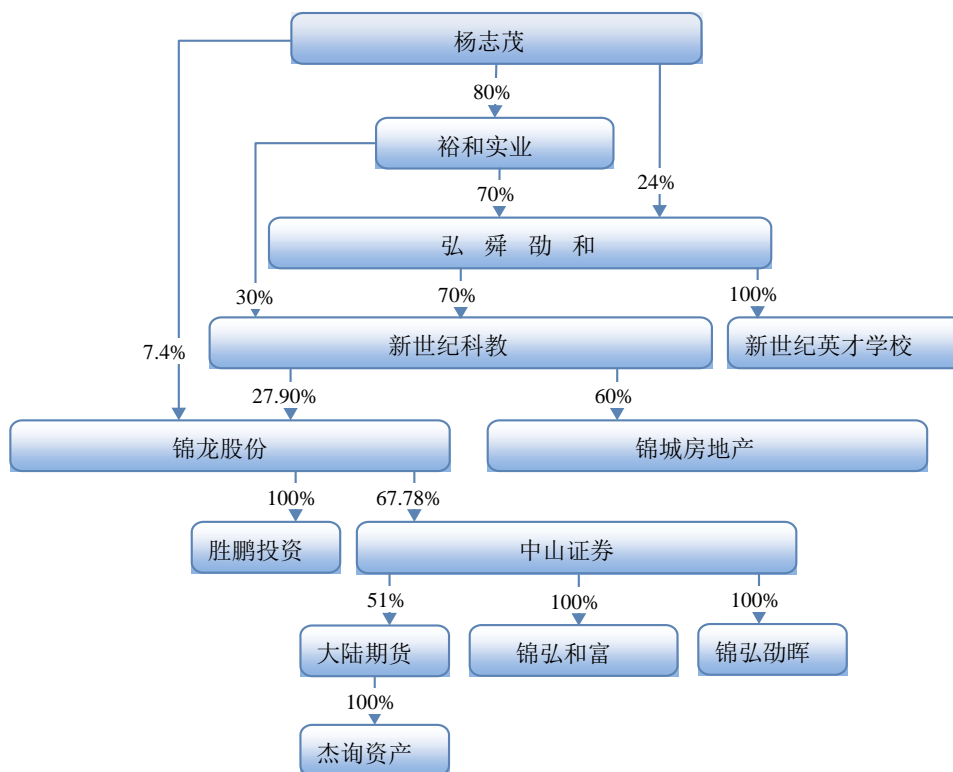 杨志茂
80%
裕和实业
70%
24%
弘 舜 劭 和
30%
70%
100%
新世纪科教
新世纪英才学校
7.4%
27.90%
60%
锦龙股份
锦城房地产
100%
67.78%
胜鹏投资
中山证券
51%
100%
100%
大陆期货
锦弘和富
锦弘劭晖
100%
杰询资产